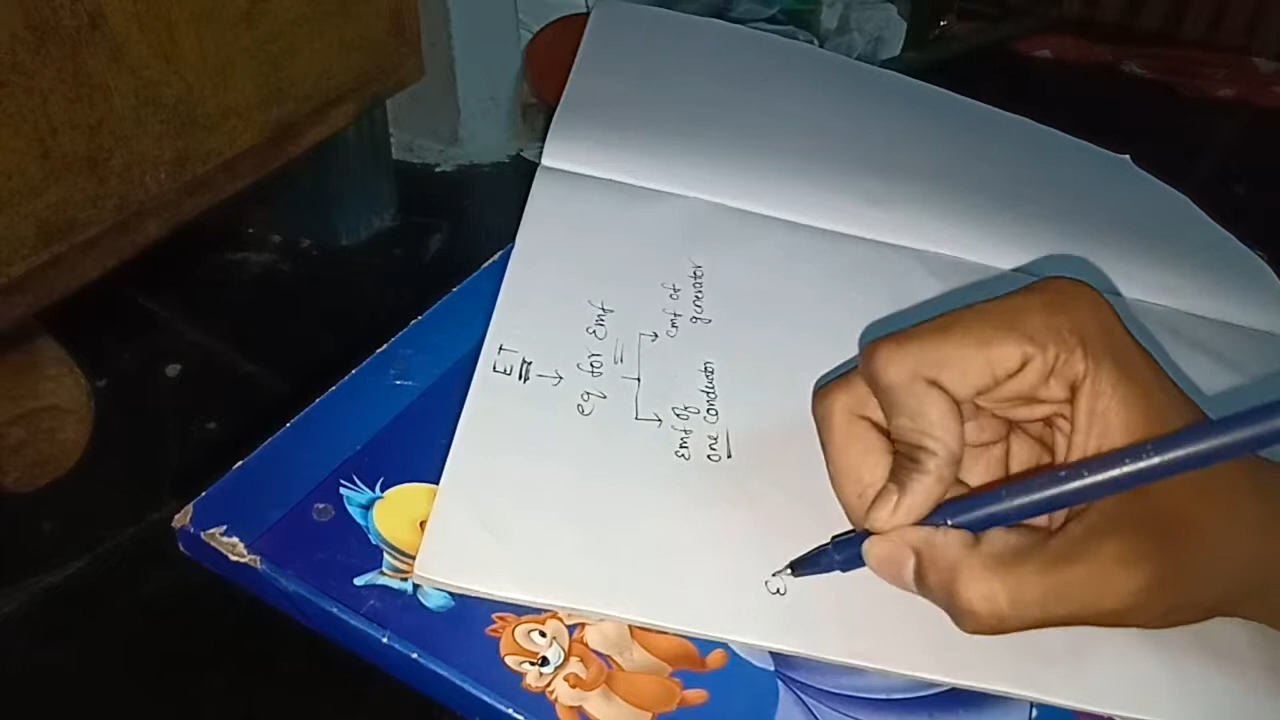 ET
eq for Emf
Emf of
one conductor
emf of
generator
ε